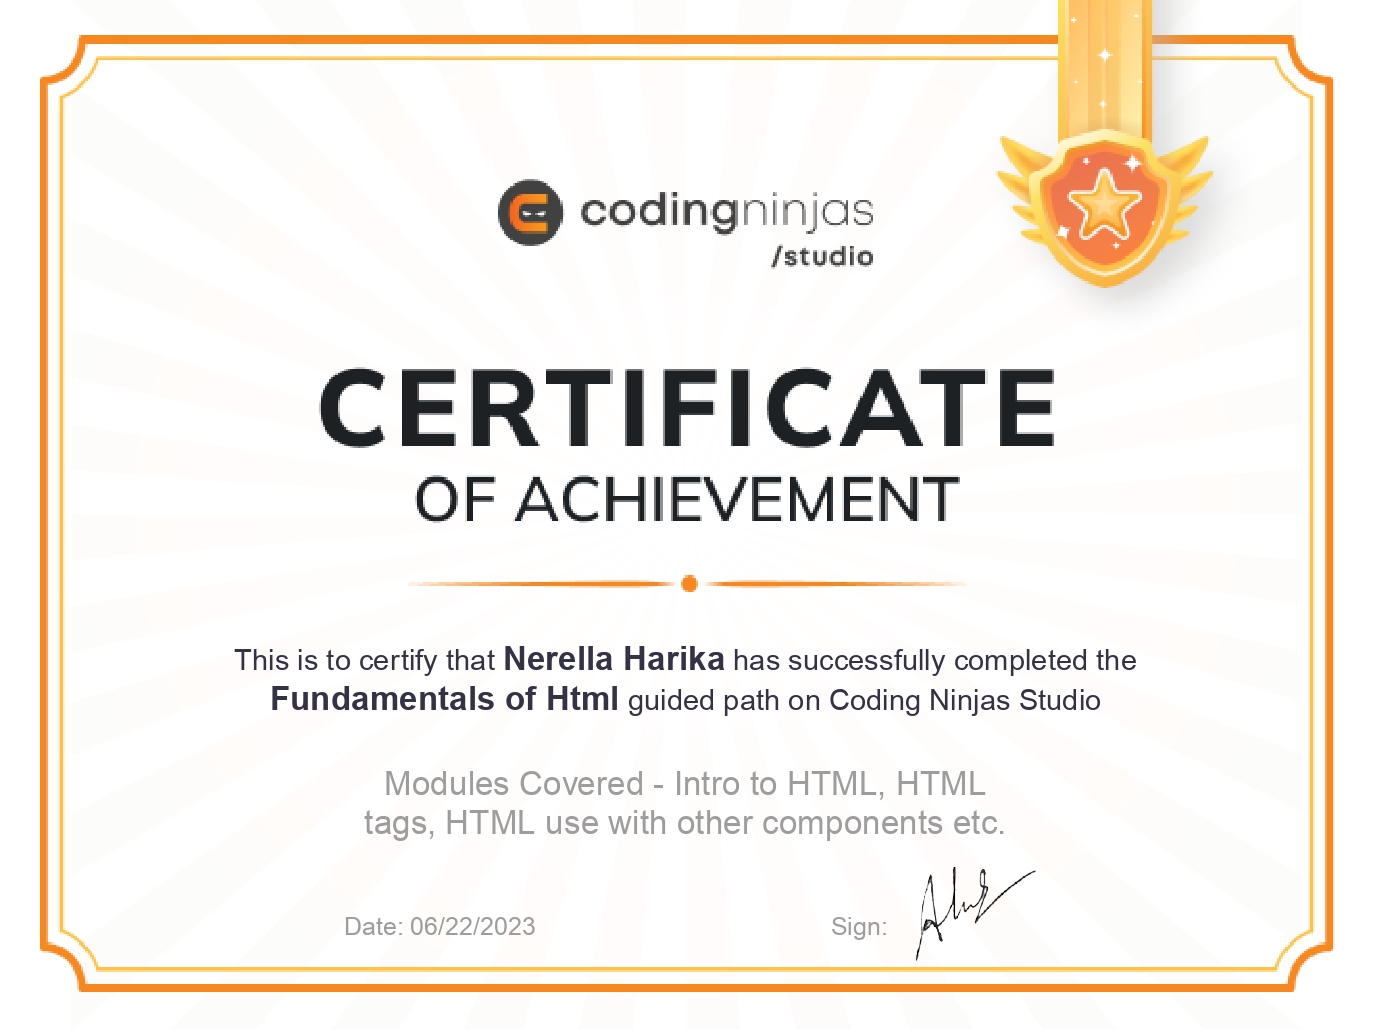 codingninjas
/studio
CERTIFICATE
OF ACHIEVEMENT
This is to certify that Nerella Harika has successfully completed the
Fundamentals of Html guided path on Coding Ninjas Studio
Modules Covered - Intro to HTML, HTML
tags, HTML use with other components etc.
Date: 06/22/2023
Sign: